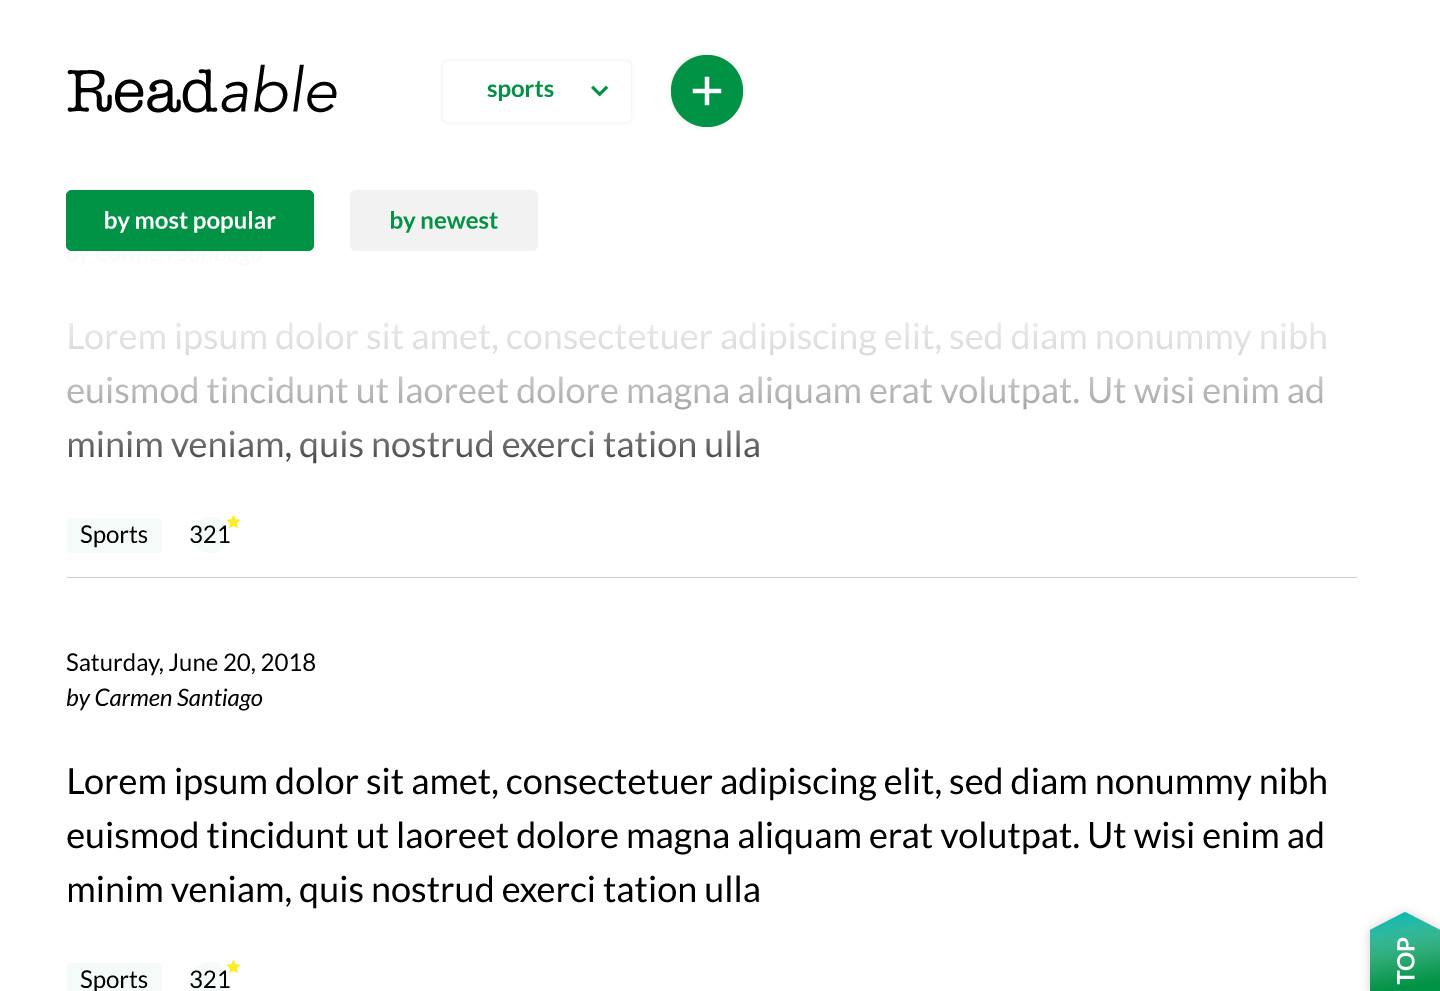 Readable
sports
by most popular
by newest
by Carmen Santiago
Lorem ipsum dolor sit amet, consectetuer adipiscing elit, sed diam nonummy nibh
euismod tincidunt ut laoreet dolore magna aliquam erat volutpat. Ut wisi enim ad
minim veniam, quis nostrud exerci tation ulla
Sports
321
Saturday, June 20, 2018
by Carmen Santiago
Lorem ipsum dolor sit amet, consectetuer adipiscing elit, sed diam nonummy nibh
euismod tincidunt ut laoreet dolore magna aliquam erat volutpat. Ut wisi enim ad
minim veniam, quis nostrud exerci tation ulla
Sports
321
TOP